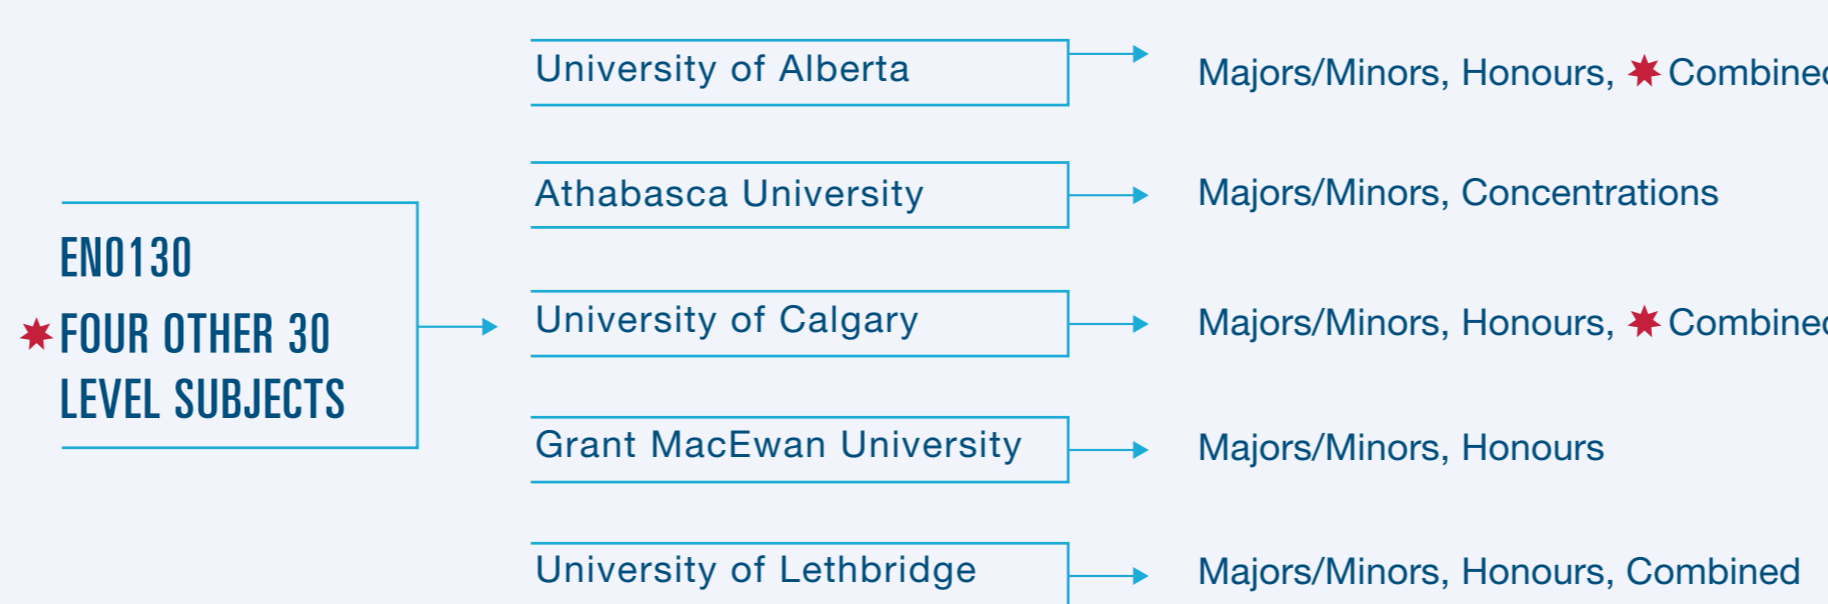 EN0130
FOUR OTHER 30
LEVEL SUBJECTS
University of Alberta
Majors/Minors, Honours, Combined
Athabasca University
Majors/Minors, Concentrations
University of Calgary
Majors/Minors, Honours, Combined
Grant MacEwan University
Majors/Minors, Honours
University of Lethbridge
Majors/Minors, Honours, Combined